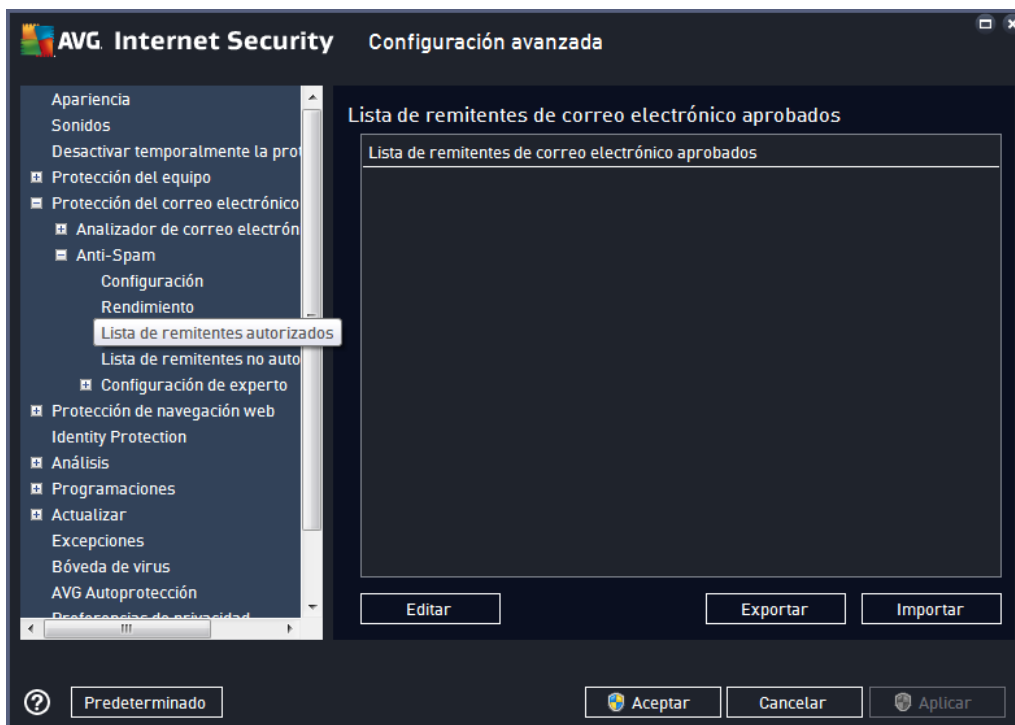 AVG. Internet Security Configuración avanzada
Apariencia
Sonidos
Desactivar temporalmente la prot
Protección del equipo
Protección del correo electrónico
Analizador de correo electrón
Anti-Spam
Configuración
Rendimiento
Lista de remitentes autorizados
Lista de remitentes no auto
Configuración de experto
Protección de navegación web
Identity Protection
Análisis
Programaciones
Actualizar
Excepciones
Bóveda de virus
AVG Autoprotección
Preferencias de privacidad
Lista de remitentes de correo electrónico aprobados
Lista de remitentes de correo electrónico aprobados
Editar Exportar Importar
? Predeterminado Aceptar Cancelar Aplicar